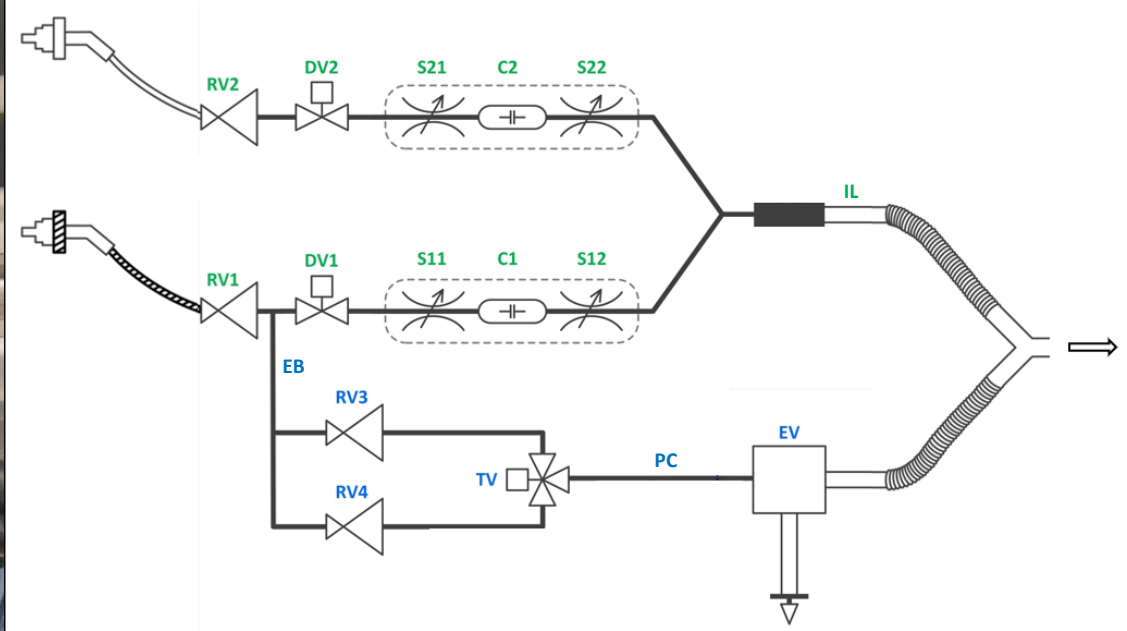 DV2 S21 C2 S22
RV2
IL
DV1 S11 C1 S12
RV1
EB
RV3
EV
PC
TV
RV4